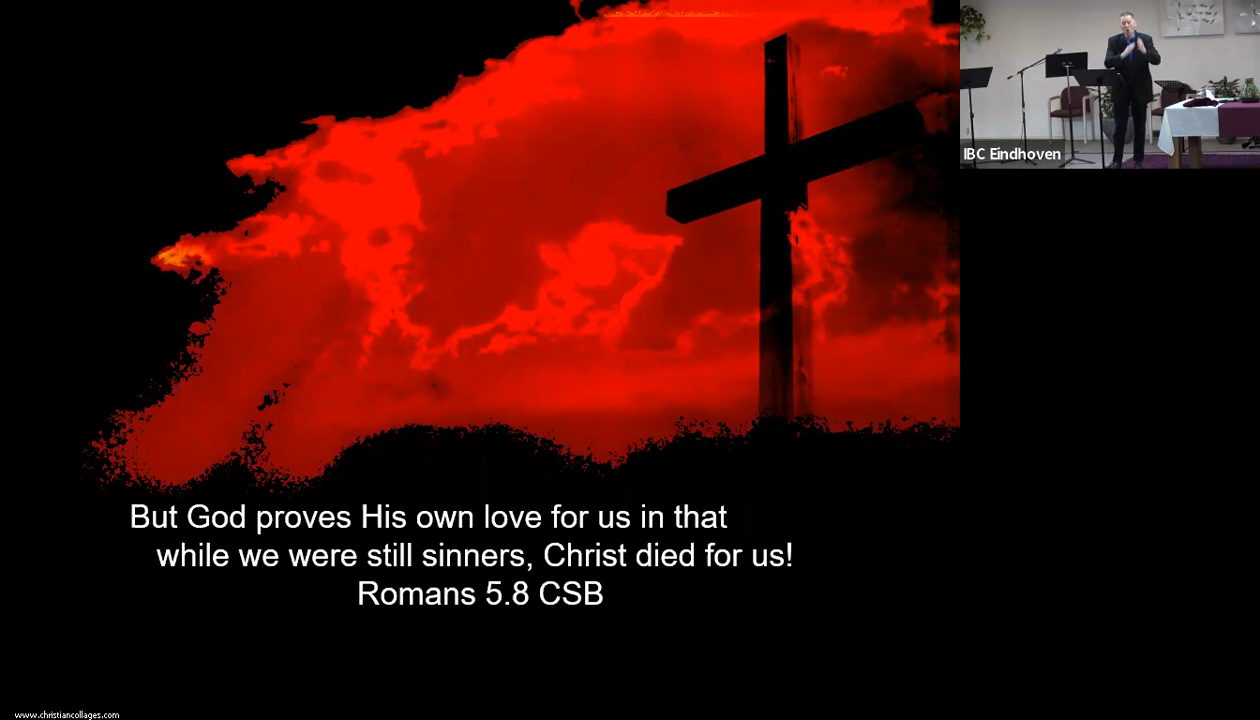 IBC Eindhoven
But God proves His own love for us in that
while we were still sinners, Christ died for us!
Romans 5.8 CSB
www.christiancollages.com